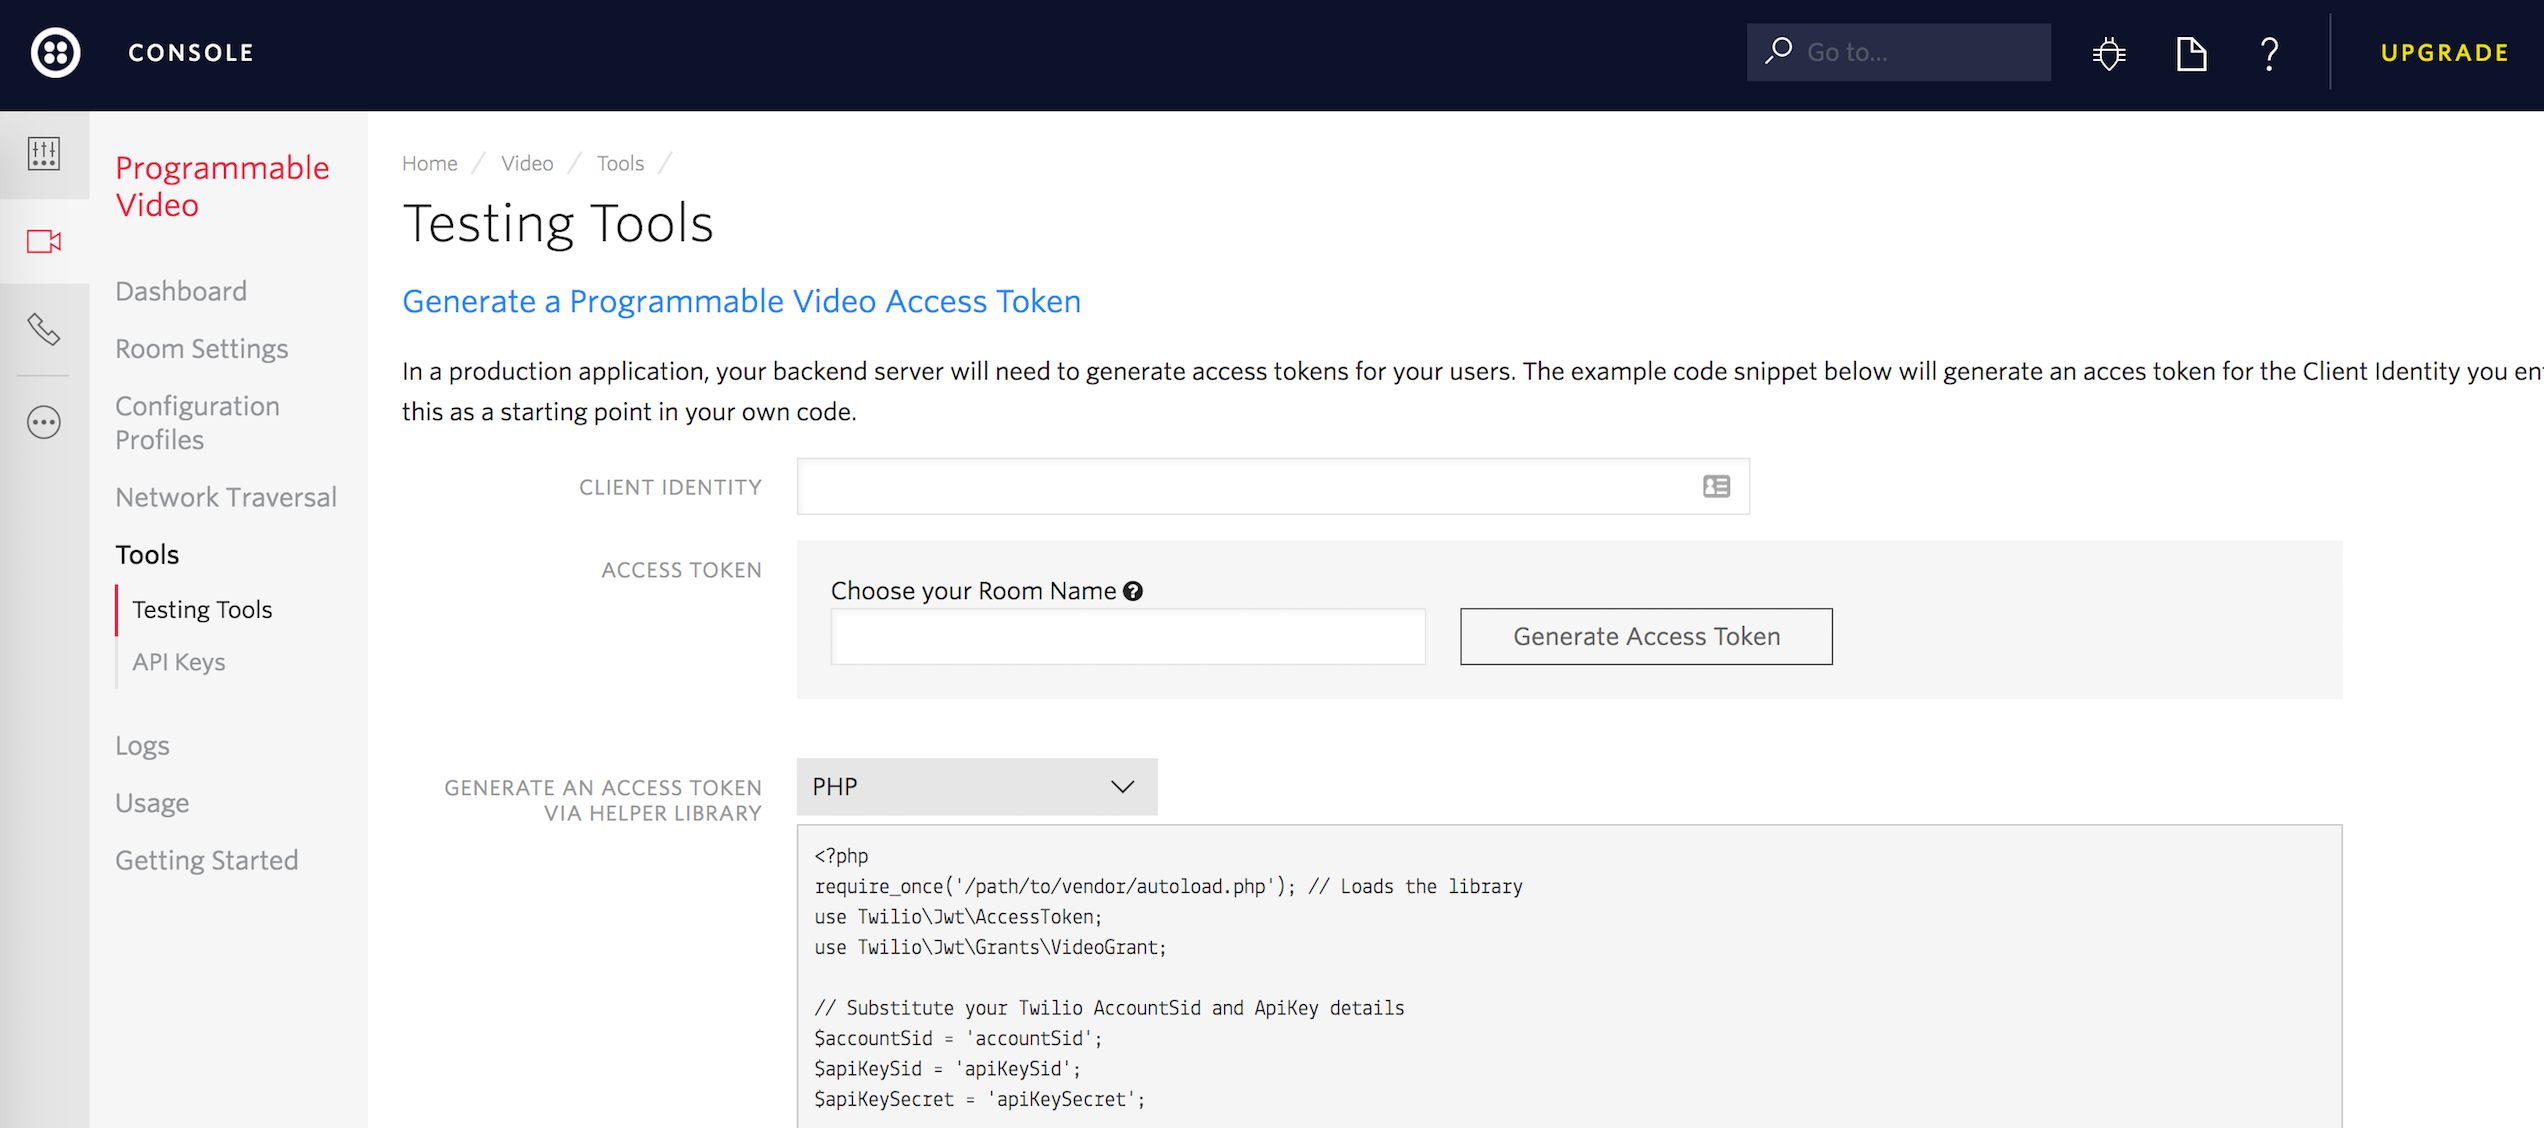 CONSOLE
Go to...
?
UPGRADE
Programmable
Video
Dashboard
Room Settings
Configuration
Profiles
Network Traversal
Tools
Testing Tools
API Keys
Logs
Usage
Getting Started
Home / Video / Tools /
Testing Tools
Generate a Programmable Video Access Token
In a production application, your backend server will need to generate access tokens for your users. The example code snippet below will generate an acces token for the Client Identity you
this as a starting point in your own code.
CLIENT IDENTITY
ACCESS TOKEN
Choose your Room Name ?
Generate Access Token
GENERATE AN ACCESS TOKEN
VIA HELPER LIBRARY
PHP
<?php
require_once('/path/to/vendor/autoload.php'); // Loads the library
use Twilio\Jwt\AccessToken;
use Twilio\Jwt\Grants\VideoGrant;
// Substitute your Twilio AccountSid and ApiKey details
$accountSid = 'accountSid';
$apiKeySid = 'apiKeySid';
$apiKeySecret = 'apiKeySecret';